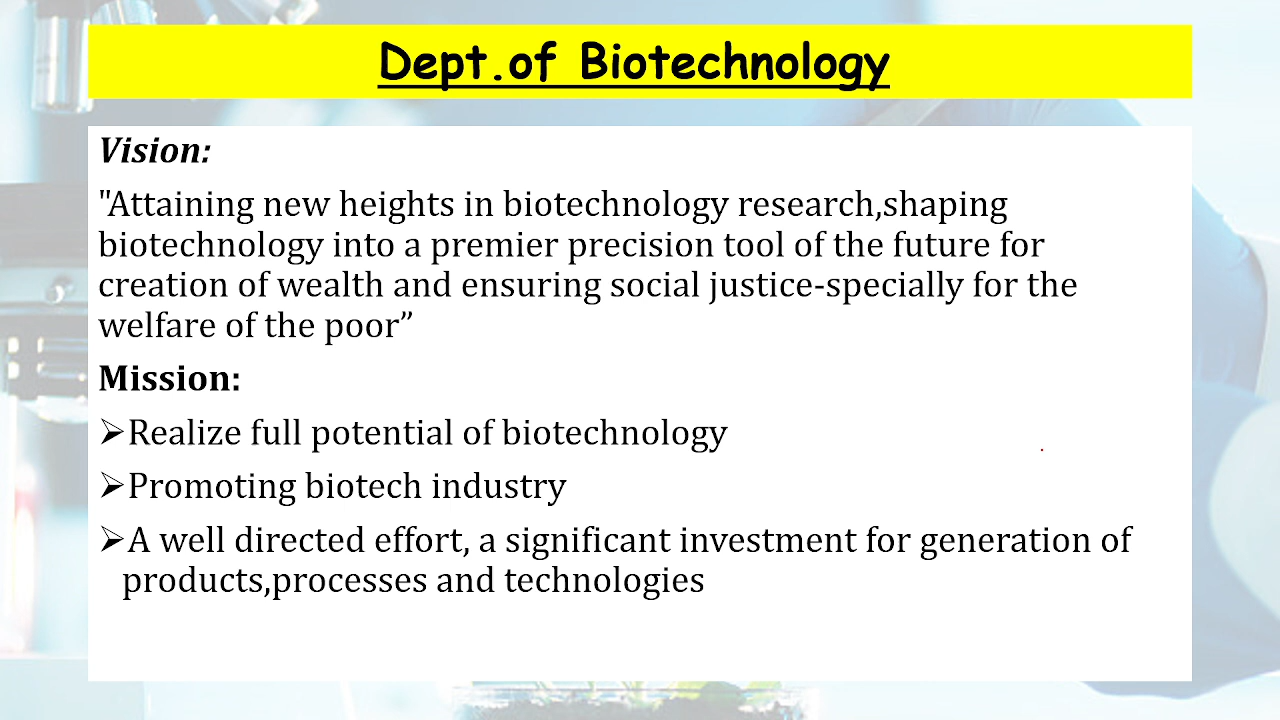 Dept.of Biotechnology
Vision:
"Attaining new heights in biotechnology research,shaping
biotechnology into a premier precision tool of the future for
creation of wealth and ensuring social justice-specially for the
welfare of the poor”
Mission:
➢Realize full potential of biotechnology
➢Promoting biotech industry
➢A well directed effort, a significant investment for generation of
products,processes and technologies